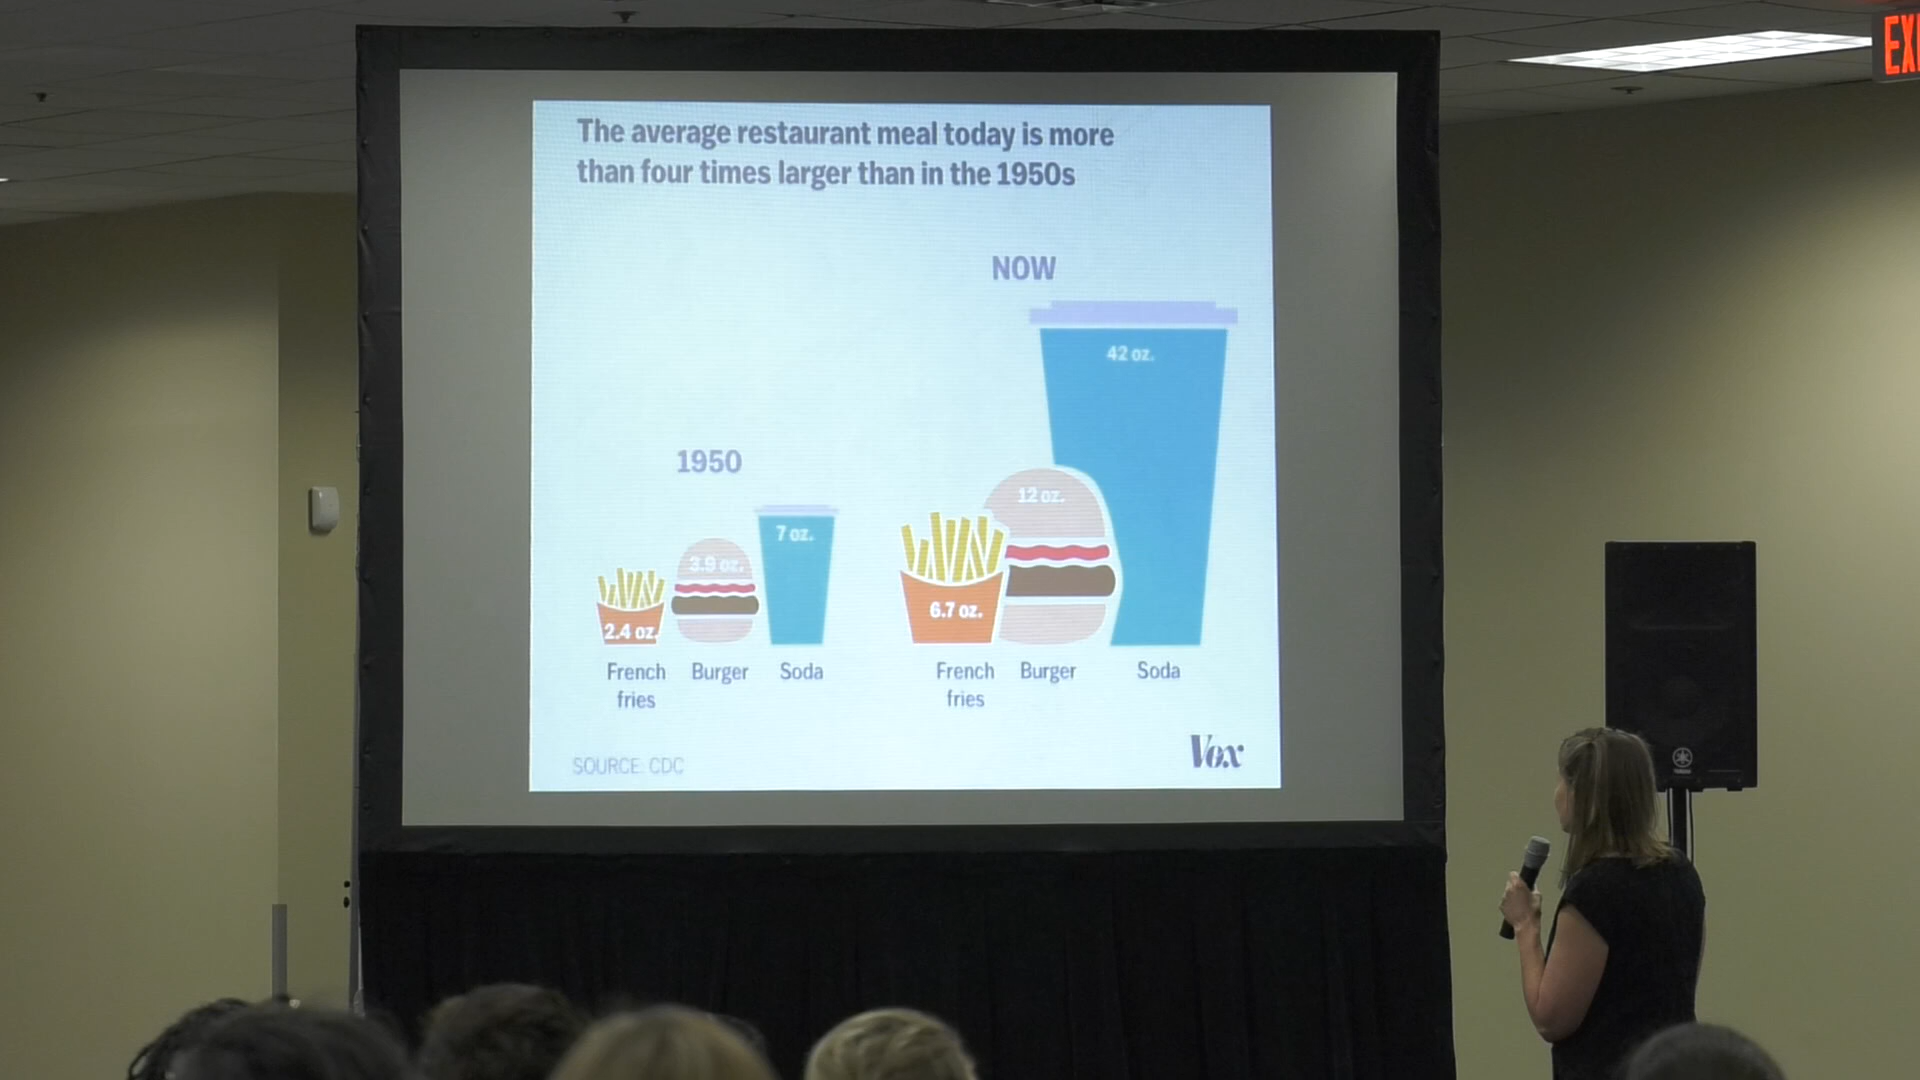 EXI
The average restaurant meal today is more
than four times larger than in the 1950s
NOW
42 oz.
1950
12 oz.
7 oz.
3.9 oz.
6.7 oz.
2.4 oz.
French
fries
Burger
Soda
French
fries
Burger
Soda
Vox
SOURCE: CDC
YAMAHA